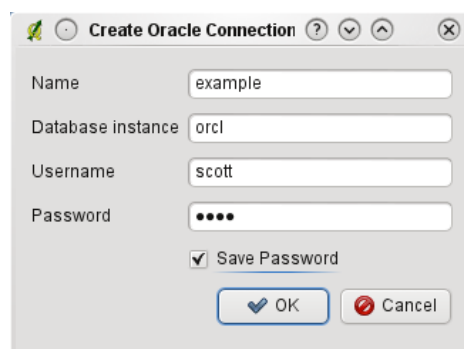 Create Oracle Connection
Name example
Database instance orcl
Username scott
Password ●●●●
Save Password
OK Cancel